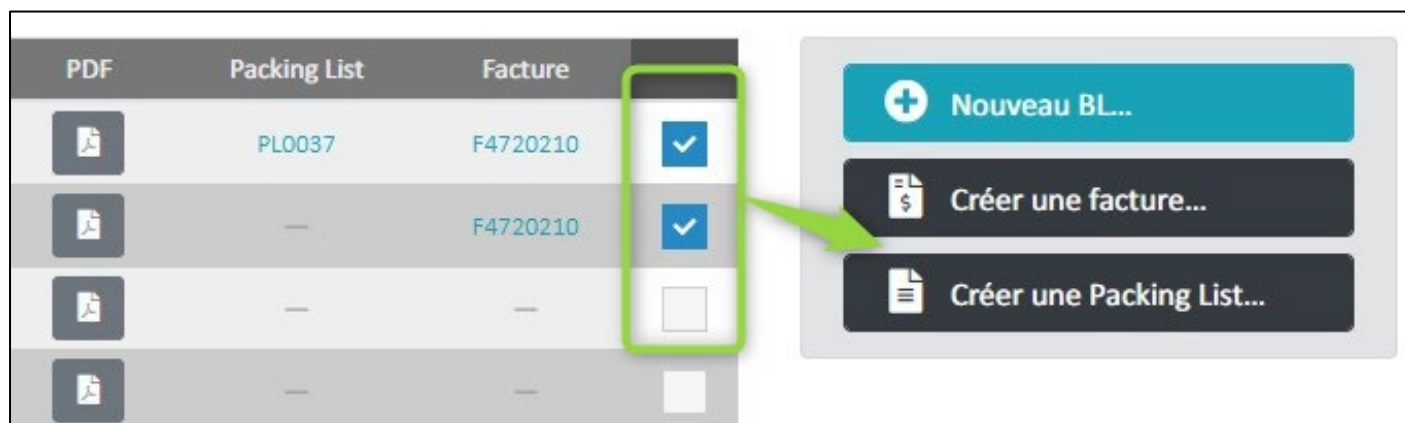 PDF Packing List Facture
PL0037 F4720210
— F4720210
— —
— —
Nouveau BL...
Créer une facture...
Créer une Packing List...